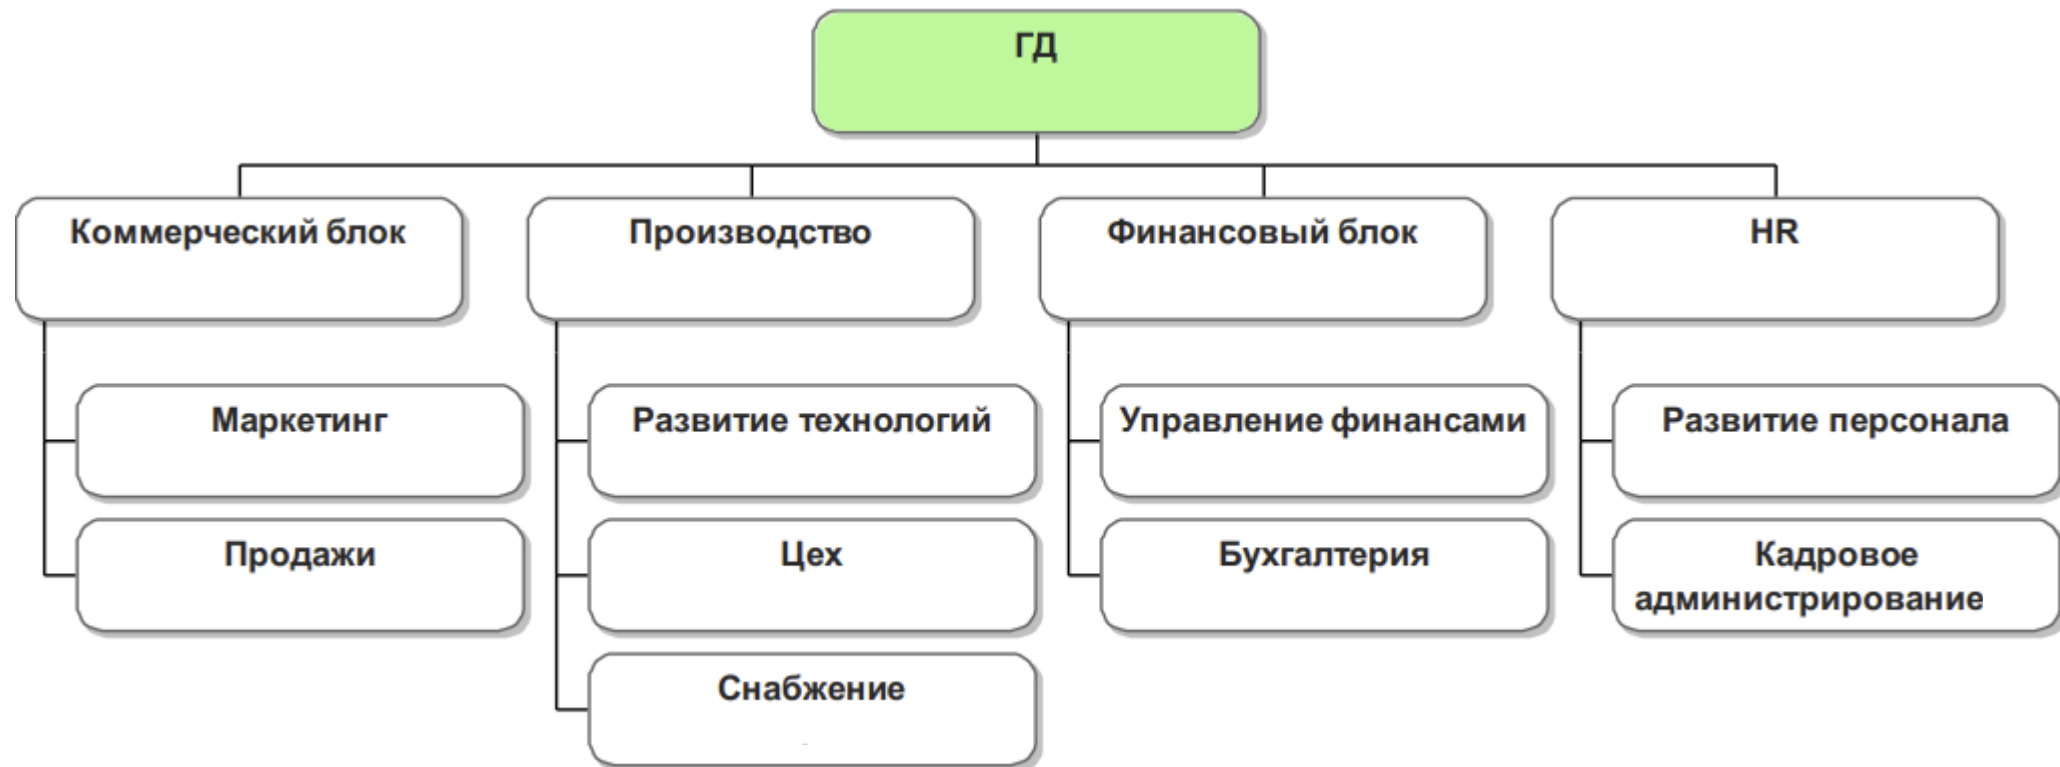 ГД
Коммерческий блок
Производство
Финансовый блок
HR
Маркетинг
Развитие технологий
Управление финансами
Развитие персонала
Продажи
Цех
Бухгалтерия
Кадровое
администрирование
Снабжение